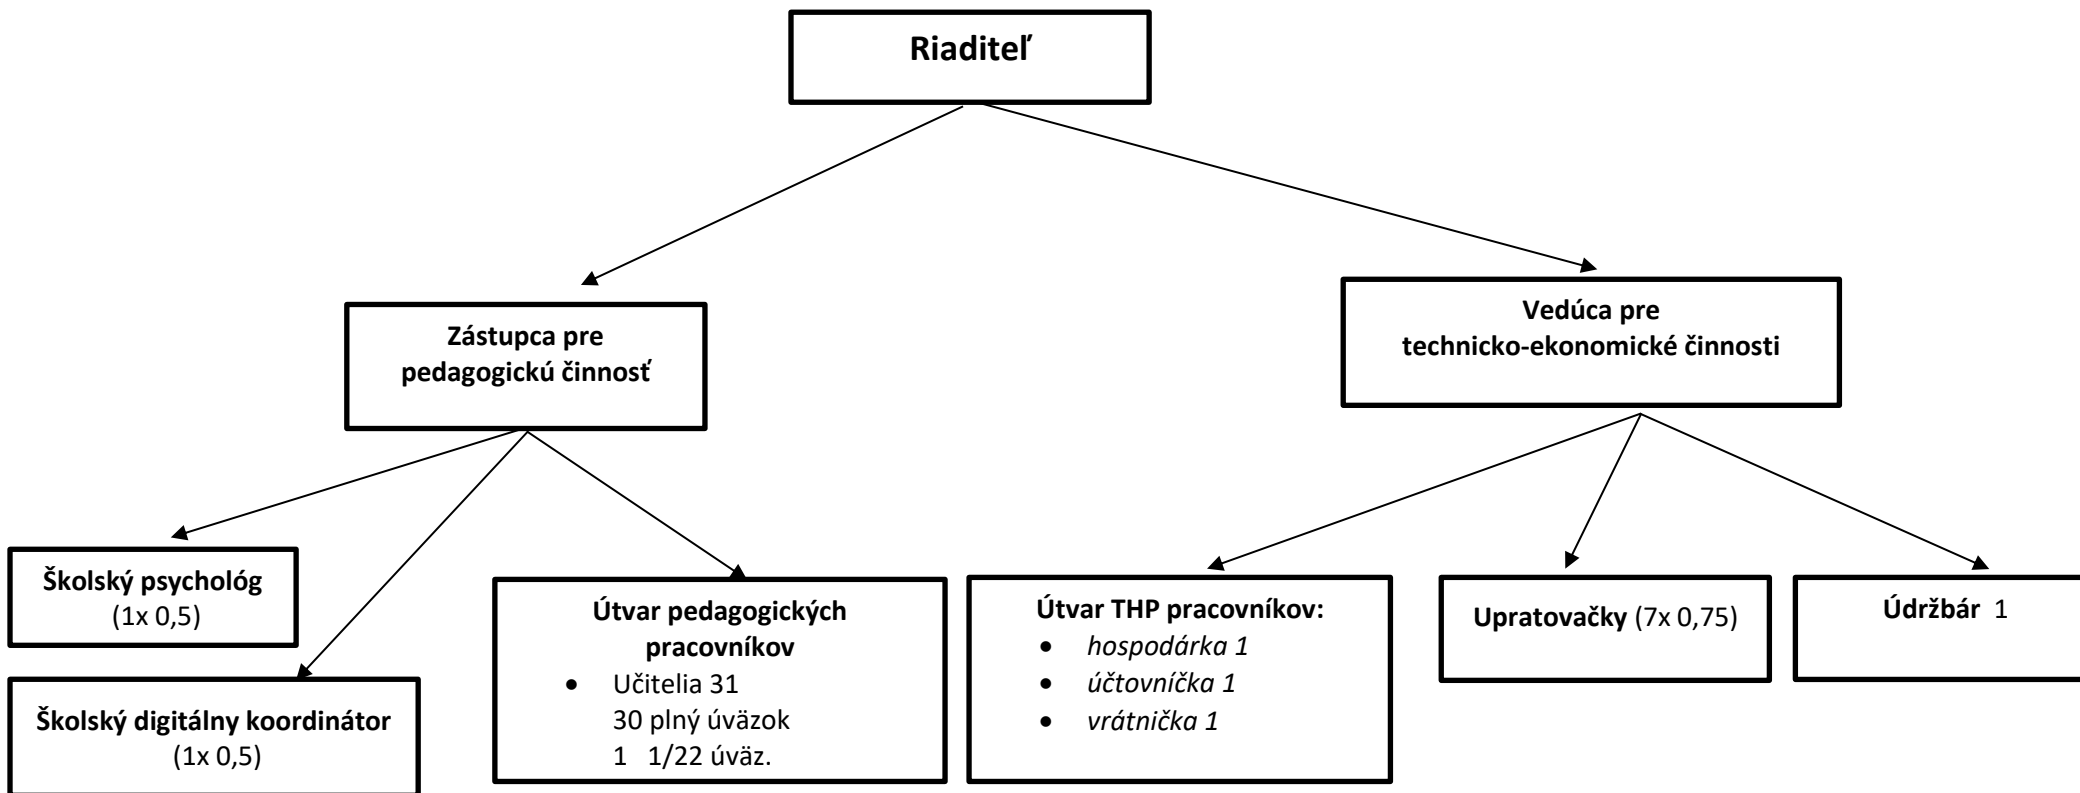 Riaditeľ
Zástupca pre
pedagogickú činnosť
Vedúca pre
technicko-ekonomické činnosti
Školský psychológ
(1x 0,5)
Školský digitálny koordinátor
(1x 0,5)
Útvar pedagogických
pracovníkov
• Učitelia 31
30 plný úväzok
1 1/22 úväz.
Útvar THP pracovníkov:
• hospodárka 1
• účtovníčka 1
• vrátnička 1
Upratovačky (7x 0,75)
Údržbár 1